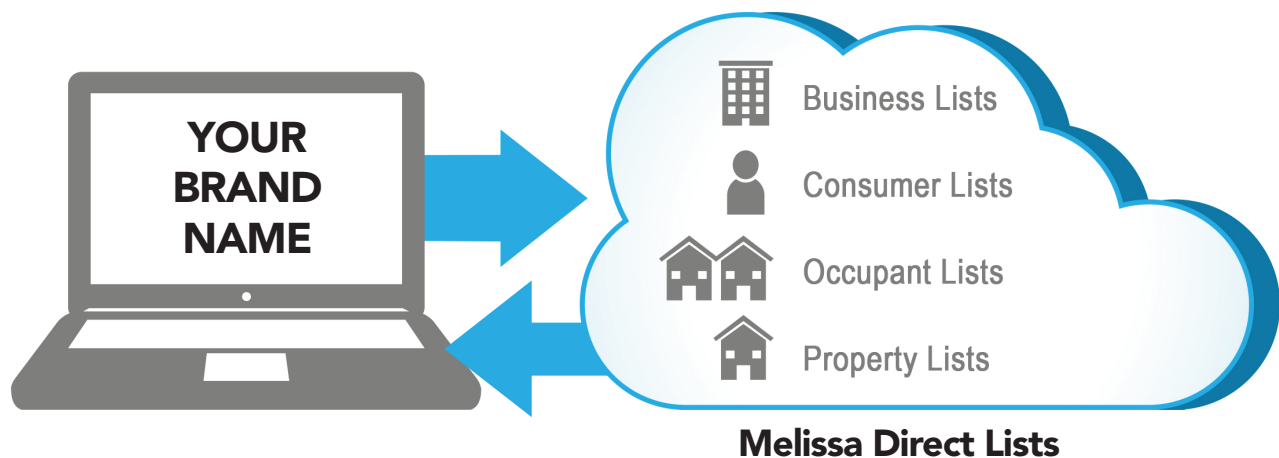 YOUR
BRAND
NAME
Business Lists
Consumer Lists
Occupant Lists
Property Lists
Melissa Direct Lists